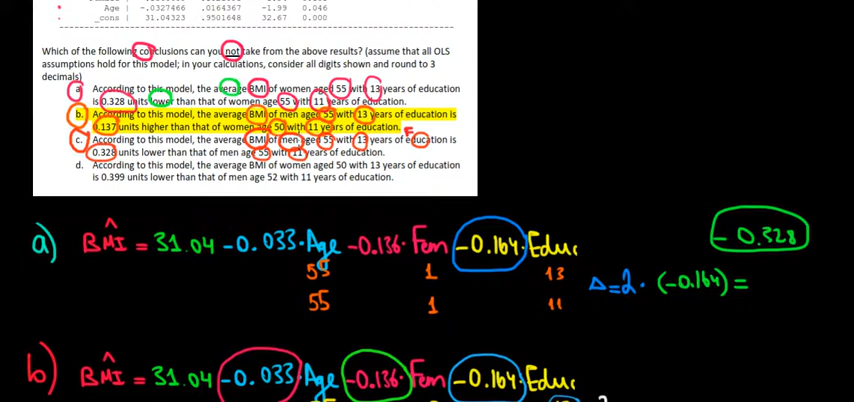 Age | -.0327466 .0164367 -1.99 0.046
_cons | 31.04323 .9501648 32.67 0.000
Which of the following conclusions can you not take from the above results? (assume that all OLS
assumptions hold for this model; in your calculations, consider all digits shown and round to 3
decimals)
a. According to this model, the average BMI of women aged 55 with 13 years of education
is 0.328 units lower than that of women age 55 with 11 years of education.
b. According to this model, the average BMI of men aged 55 with 13 years of education is
0.137 units higher than that of women age 50 with 11 years of education.
c. According to this model, the average BMI of men aged 55 with 13 years of education is
0.328 units lower than that of men age 55 with 11 years of education.
d. According to this model, the average BMI of women aged 50 with 13 years of education
is 0.399 units lower than that of men age 52 with 11 years of education.
a) BMI^ = 31.04 -0.033·Age -0.136·Fem -0.164·Educ
-0.328
55 1 13
Δ=2·(-0.164)=
55 1 11
b) BMI^ = 31.04 -0.033·Age -0.136·Fem -0.164·Educ